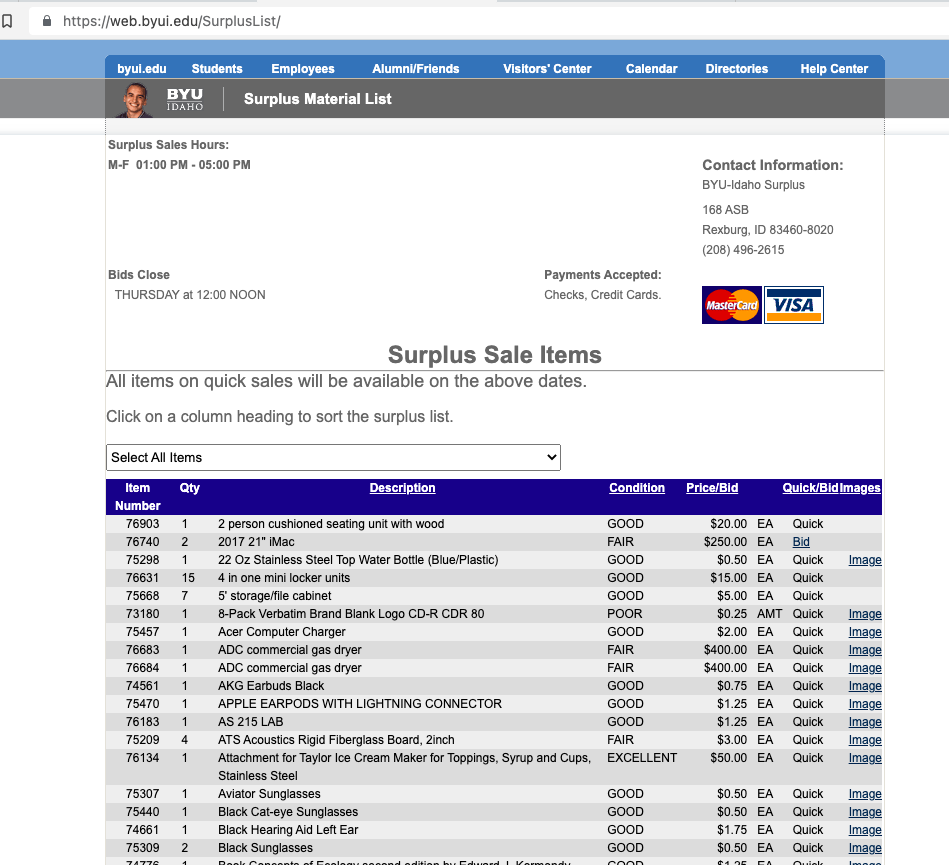 https://web.byui.edu/SurplusList/
byui.edu Students Employees Alumni/Friends Visitors' Center Calendar Directories Help Center
BYU
IDAHO
Surplus Material List
Surplus Sales Hours:
M-F 01:00 PM - 05:00 PM
Contact Information:
BYU-Idaho Surplus
168 ASB
Rexburg, ID 83460-8020
(208) 496-2615
Bids Close
THURSDAY at 12:00 NOON
Payments Accepted:
Checks, Credit Cards.
MasterCard VISA
Surplus Sale Items
All items on quick sales will be available on the above dates.
Click on a column heading to sort the surplus list.
Select All Items
Item Number Qty Description Condition Price/Bid Quick/Bid Images
76903 1 2 person cushioned seating unit with wood GOOD $20.00 EA Quick
76740 2 2017 21" iMac FAIR $250.00 EA Bid
75298 1 22 Oz Stainless Steel Top Water Bottle (Blue/Plastic) GOOD $0.50 EA Quick Image
76631 15 4 in one mini locker units GOOD $15.00 EA Quick
75668 7 5' storage/file cabinet GOOD $5.00 EA Quick
73180 1 8-Pack Verbatim Brand Blank Logo CD-R CDR 80 POOR $0.25 AMT Quick Image
75457 1 Acer Computer Charger GOOD $2.00 EA Quick Image
76683 1 ADC commercial gas dryer FAIR $400.00 EA Quick Image
76684 1 ADC commercial gas dryer FAIR $400.00 EA Quick Image
74561 1 AKG Earbuds Black GOOD $0.75 EA Quick Image
75470 1 APPLE EARPODS WITH LIGHTNING CONNECTOR GOOD $1.25 EA Quick Image
76183 1 AS 215 LAB GOOD $1.25 EA Quick Image
75209 4 ATS Acoustics Rigid Fiberglass Board, 2inch FAIR $3.00 EA Quick Image
76134 1 Attachment for Taylor Ice Cream Maker for Toppings, Syrup and Cups, EXCELLENT $50.00 EA Quick Image
Stainless Steel
75307 1 Aviator Sunglasses GOOD $0.50 EA Quick Image
75440 1 Black Cat-eye Sunglasses GOOD $0.50 EA Quick Image
74661 1 Black Hearing Aid Left Ear GOOD $1.75 EA Quick Image
75309 2 Black Sunglasses GOOD $0.50 EA Quick Image
74776 1 Book Concepts of Ecology second edition by Edward J. Kormondy GOOD $1.25 EA Quick Image